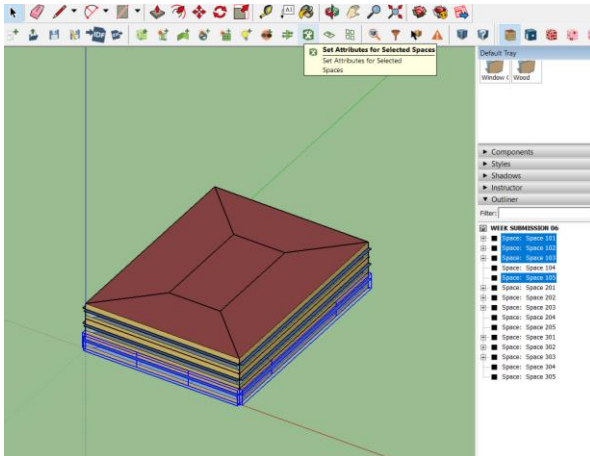 A1
IDF
Set Attributes for Selected Spaces
Set Attributes for Selected
Spaces
Default Tray
Window (
Wood
Components
Styles
Shadows
Instructor
Outliner
Filter:
WEEK SUBMISSION 06
Space: Space 101
Space: Space 102
Space: Space 103
Space: Space 104
Space: Space 105
Space: Space 201
Space: Space 202
Space: Space 203
Space: Space 204
Space: Space 205
Space: Space 301
Space: Space 302
Space: Space 303
Space: Space 304
Space: Space 305